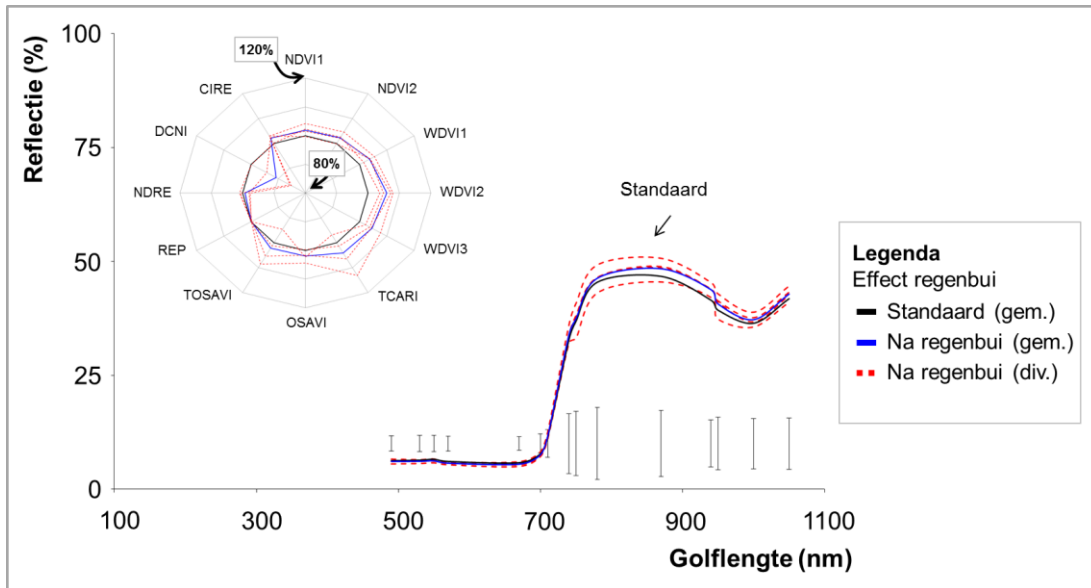 Reflectie (%)
100
75
50
25
0
100
300
500
700
900
1100
Golflengte (nm)
120%
80%
NDVI1
NDVI2
WDVI1
WDVI2
WDVI3
TCARI
OSAVI
TOSAVI
REP
NDRE
DCNI
CIRE
Standaard
Legenda
Effect regenbui
Standaard (gem.)
Na regenbui (gem.)
Na regenbui (div.)